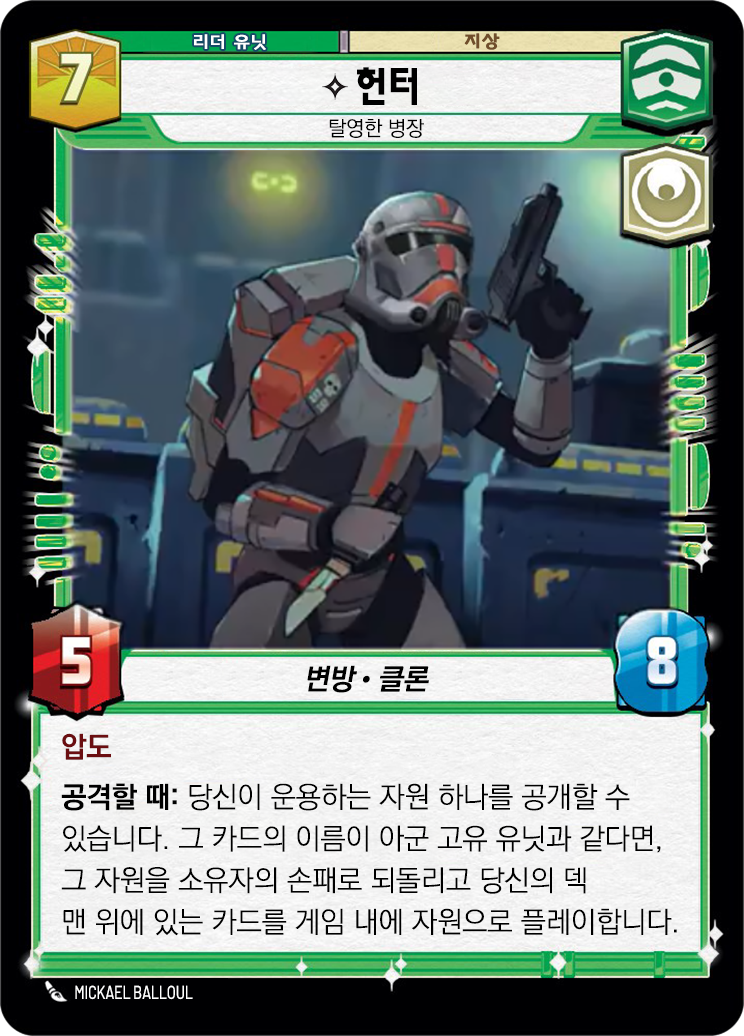 리더 유닛
지상
7
헌터
탈영한 병장
5
변방 • 클론
8
압도
공격할 때: 당신이 운용하는 자원 하나를 공개할 수
있습니다. 그 카드의 이름이 아군 고유 유닛과 같다면,
그 자원을 소유자의 손패로 되돌리고 당신의 덱
맨 위에 있는 카드를 게임 내에 자원으로 플레이합니다.
MICKAEL BALLOUL